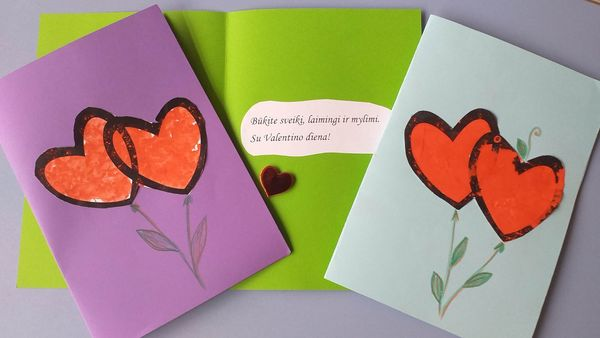 Būkite sveiki, laimingi ir mylimi.
Su Valentino diena!